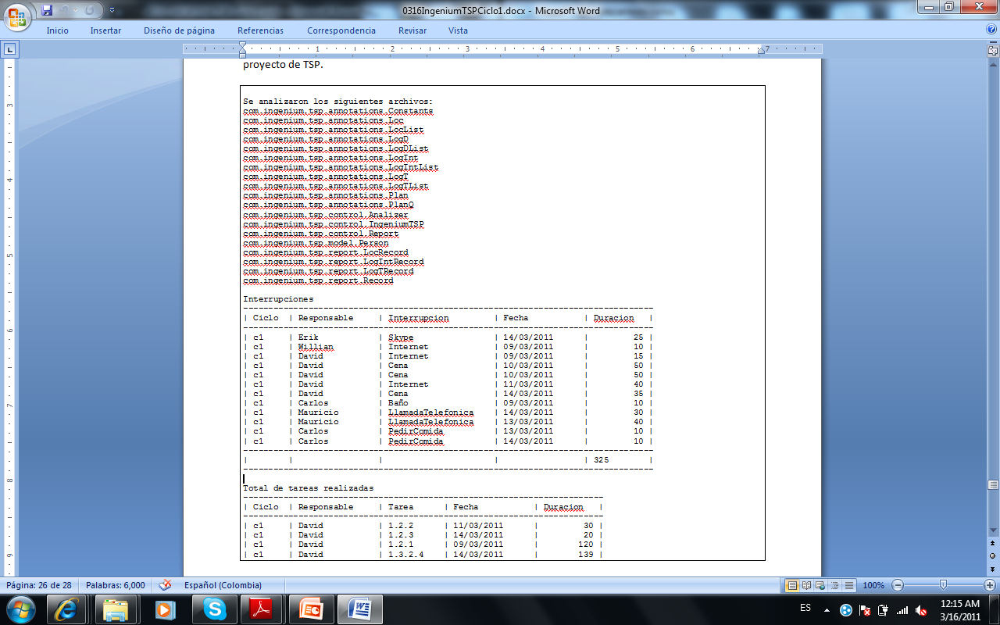 0316IngeniumTSPCiclo1.docx - Microsoft Word
Inicio Insertar Diseño de página Referencias Correspondencia Revisar Vista
1 2 3 4 5 6 7
proyecto de TSP.
Se analizaron los siguientes archivos:
com.ingenium.tsp.annotations.Constants
com.ingenium.tsp.annotations.Loc
com.ingenium.tsp.annotations.LocList
com.ingenium.tsp.annotations.LogD
com.ingenium.tsp.annotations.LogDList
com.ingenium.tsp.annotations.LogInt
com.ingenium.tsp.annotations.LogIntList
com.ingenium.tsp.annotations.LogT
com.ingenium.tsp.annotations.LogTList
com.ingenium.tsp.annotations.Plan
com.ingenium.tsp.annotations.PlanQ
com.ingenium.tsp.control.Analizer
com.ingenium.tsp.control.IngeniumTSP
com.ingenium.tsp.control.Report
com.ingenium.tsp.model.Person
com.ingenium.tsp.report.LocRecord
com.ingenium.tsp.report.LogIntRecord
com.ingenium.tsp.report.LogTRecord
com.ingenium.tsp.report.Record
Interrupciones
---------------------------------------------------------------------------------
| Ciclo | Responsable | Interrupcion | Fecha | Duracion |
---------------------------------------------------------------------------------
| c1 | Erik | Skype | 14/03/2011 | 25 |
| c1 | Willian | Internet | 09/03/2011 | 10 |
| c1 | David | Internet | 09/03/2011 | 15 |
| c1 | David | Cena | 10/03/2011 | 50 |
| c1 | David | Cena | 10/03/2011 | 50 |
| c1 | David | Internet | 11/03/2011 | 40 |
| c1 | David | Cena | 14/03/2011 | 35 |
| c1 | Carlos | Baño | 09/03/2011 | 10 |
| c1 | Mauricio | LlamadaTelefonica | 14/03/2011 | 30 |
| c1 | Mauricio | LlamadaTelefonica | 13/03/2011 | 40 |
| c1 | Carlos | PedirComida | 13/03/2011 | 10 |
| c1 | Carlos | PedirComida | 14/03/2011 | 10 |
---------------------------------------------------------------------------------
| | | | | 325 |
---------------------------------------------------------------------------------
Total de tareas realizadas
-----------------------------------------------------------------------
| Ciclo | Responsable | Tarea | Fecha | Duracion |
-----------------------------------------------------------------------
| c1 | David | 1.2.2 | 11/03/2011 | 30 |
| c1 | David | 1.2.3 | 14/03/2011 | 20 |
| c1 | David | 1.2.1 | 09/03/2011 | 120 |
| c1 | David | 1.3.2.4 | 14/03/2011 | 139 |
3
4
5
6
7
8
9
Página: 26 de 28 Palabras: 6,000 Español (Colombia) 100%
ES 12:15 AM
3/16/2011